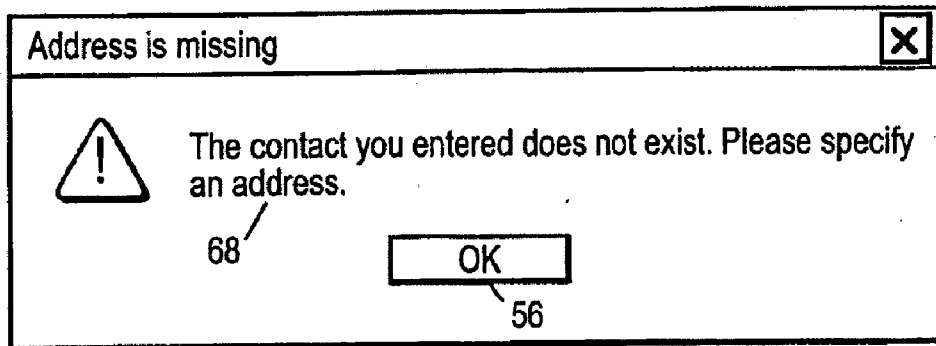 Address is missing
X
!
The contact you entered does not exist. Please specify
an address.
68
OK
56